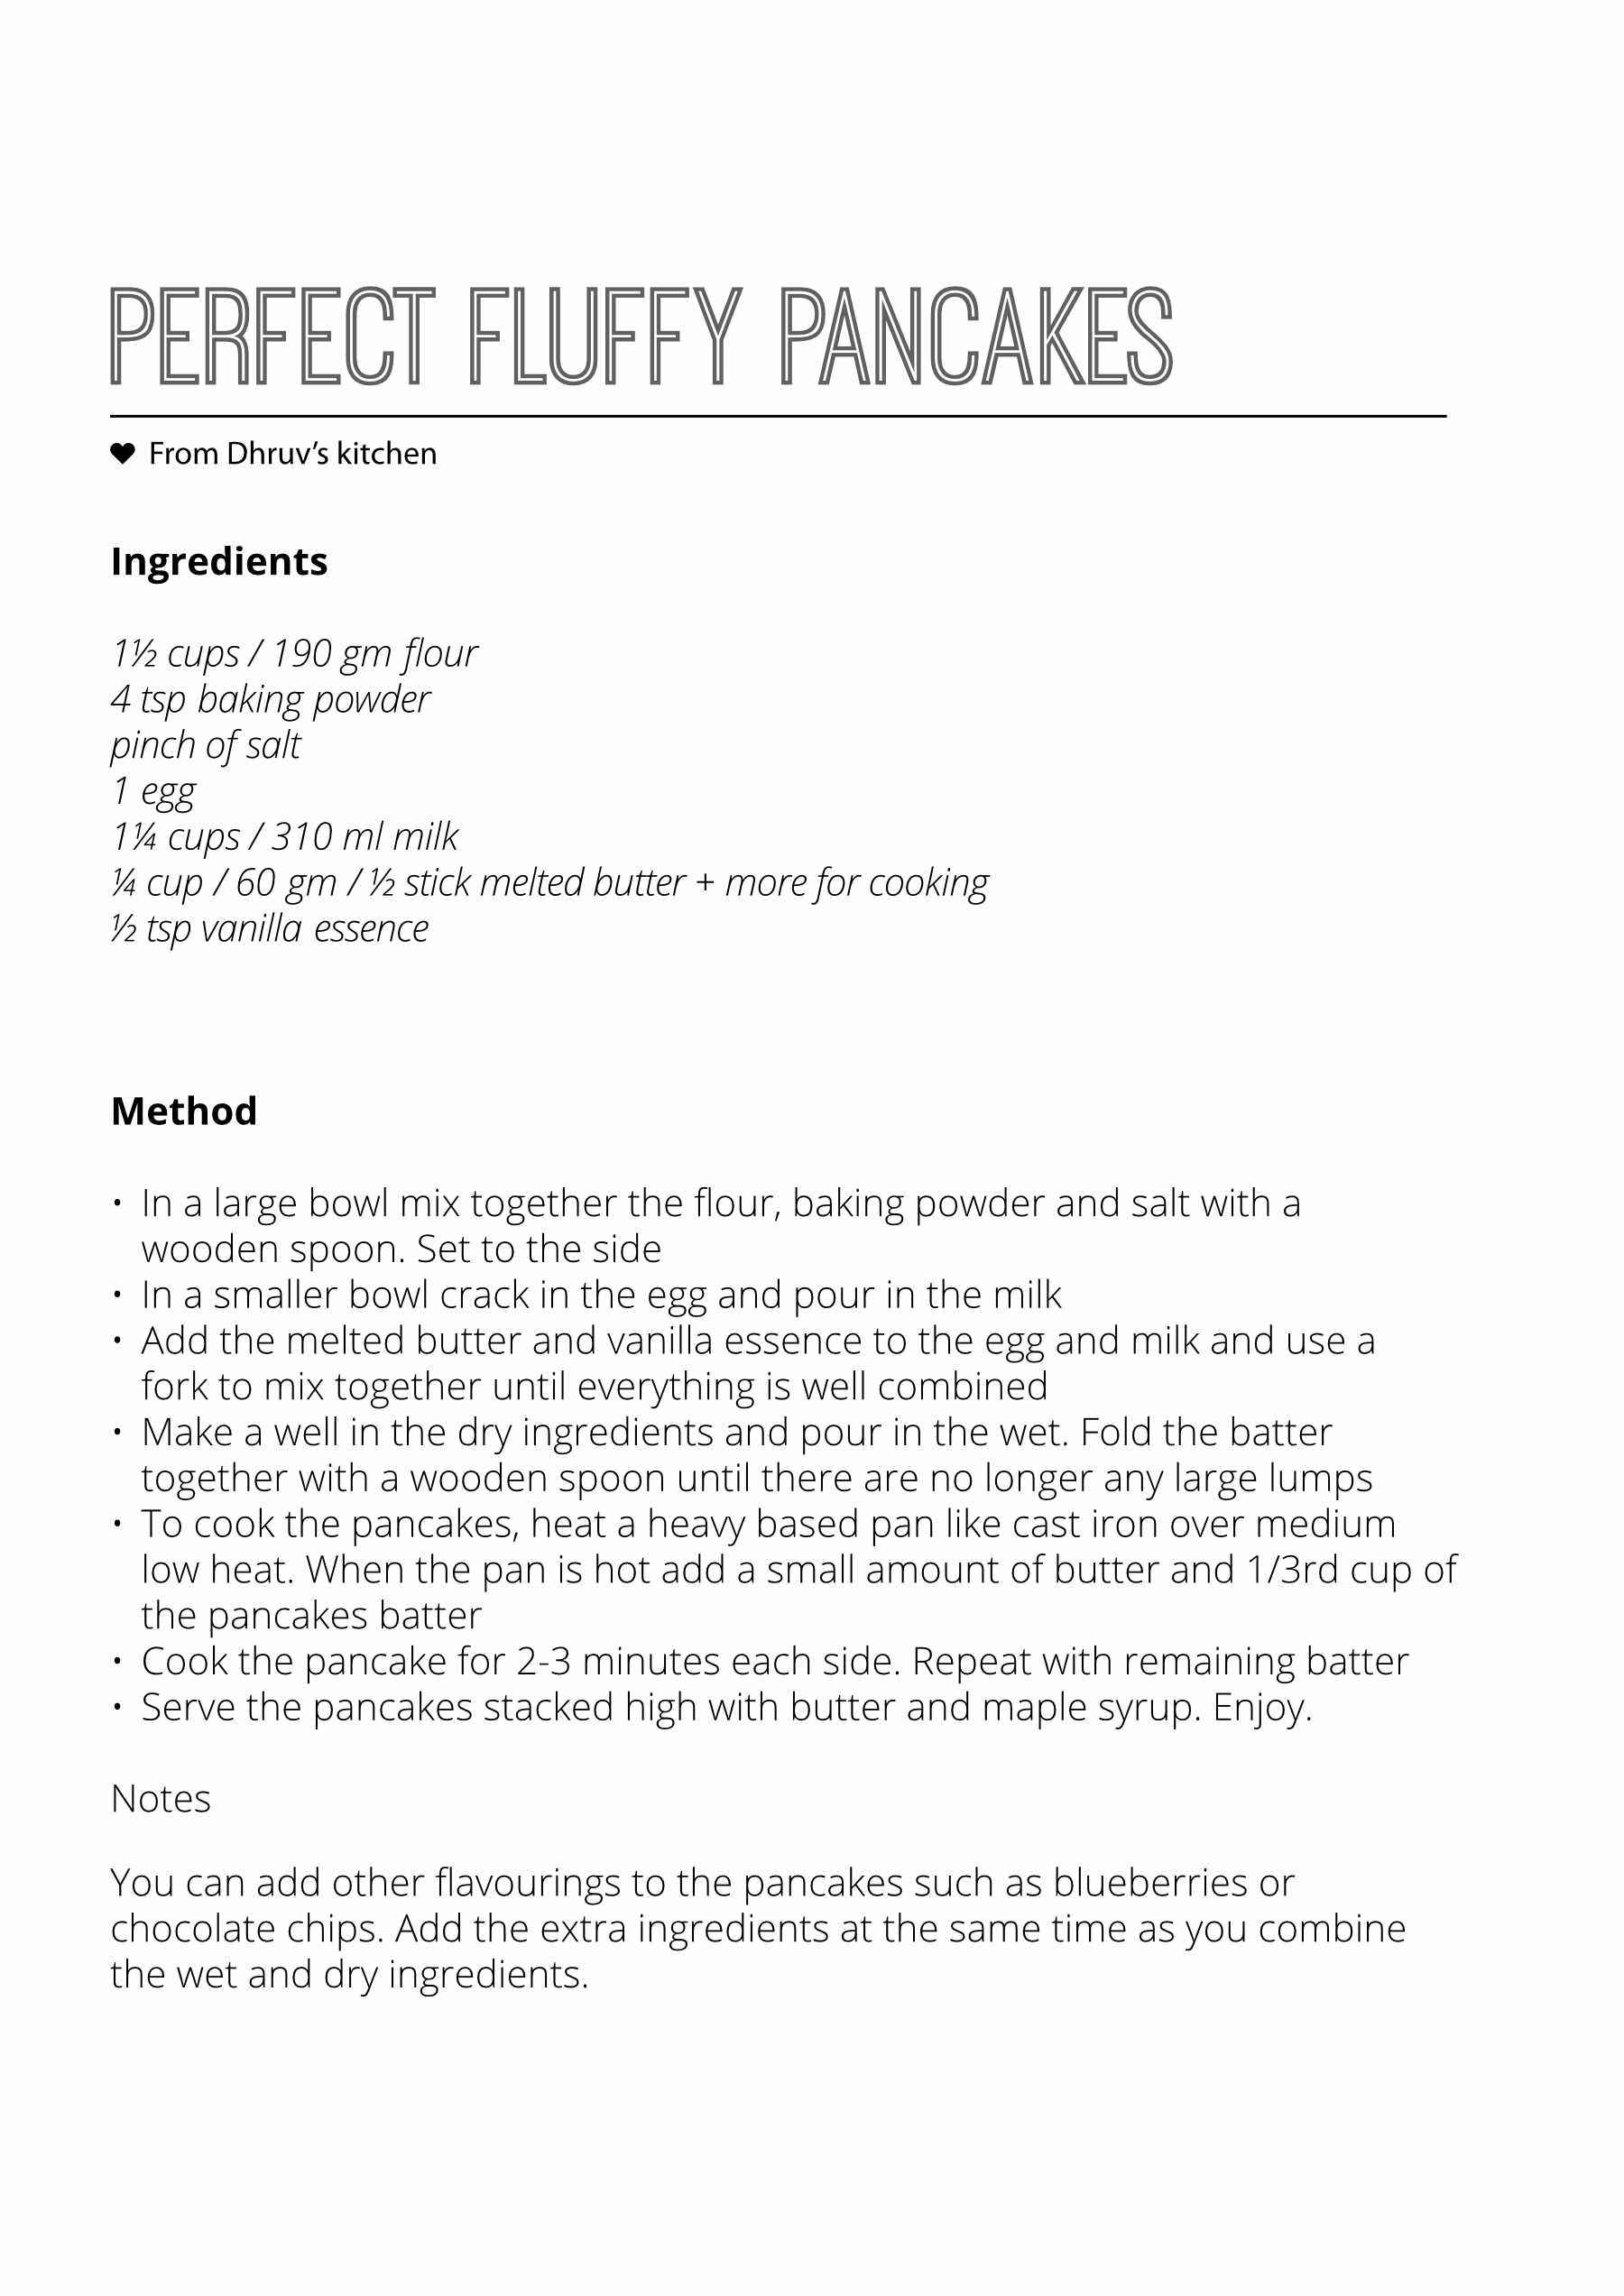 PERFECT FLUFFY PANCAKES
♥ From Dhruv’s kitchen
Ingredients
1½ cups / 190 gm flour
4 tsp baking powder
pinch of salt
1 egg
1¼ cups / 310 ml milk
¼ cup / 60 gm / ½ stick melted butter + more for cooking
½ tsp vanilla essence
Method
• In a large bowl mix together the flour, baking powder and salt with a
wooden spoon. Set to the side
• In a smaller bowl crack in the egg and pour in the milk
• Add the melted butter and vanilla essence to the egg and milk and use a
fork to mix together until everything is well combined
• Make a well in the dry ingredients and pour in the wet. Fold the batter
together with a wooden spoon until there are no longer any large lumps
• To cook the pancakes, heat a heavy based pan like cast iron over medium
low heat. When the pan is hot add a small amount of butter and 1/3rd cup of
the pancakes batter
• Cook the pancake for 2-3 minutes each side. Repeat with remaining batter
• Serve the pancakes stacked high with butter and maple syrup. Enjoy.
Notes
You can add other flavourings to the pancakes such as blueberries or
chocolate chips. Add the extra ingredients at the same time as you combine
the wet and dry ingredients.